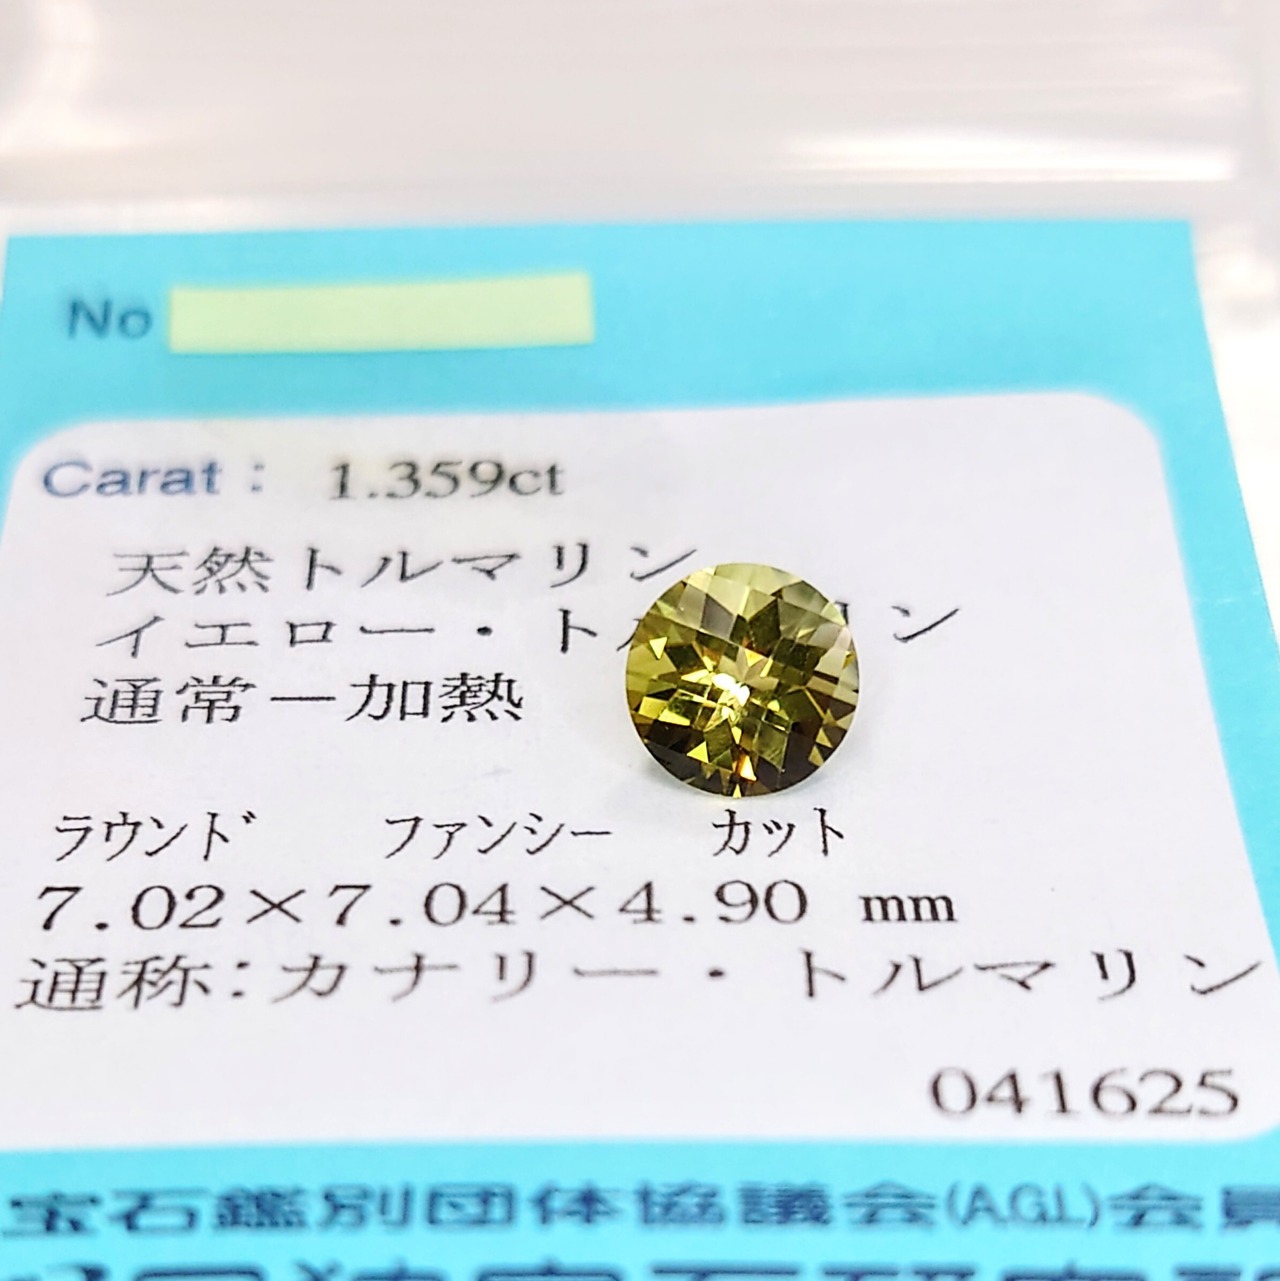 No
Carat： 1.359ct
天然トルマリン
イエロー・ト ン
通常－加熱
ラウンド ファンシー カット
7.02×7.04×4.90 mm
通称：カナリー・トルマリン
041625
宝石鑑別団体協議会(AGL)会員